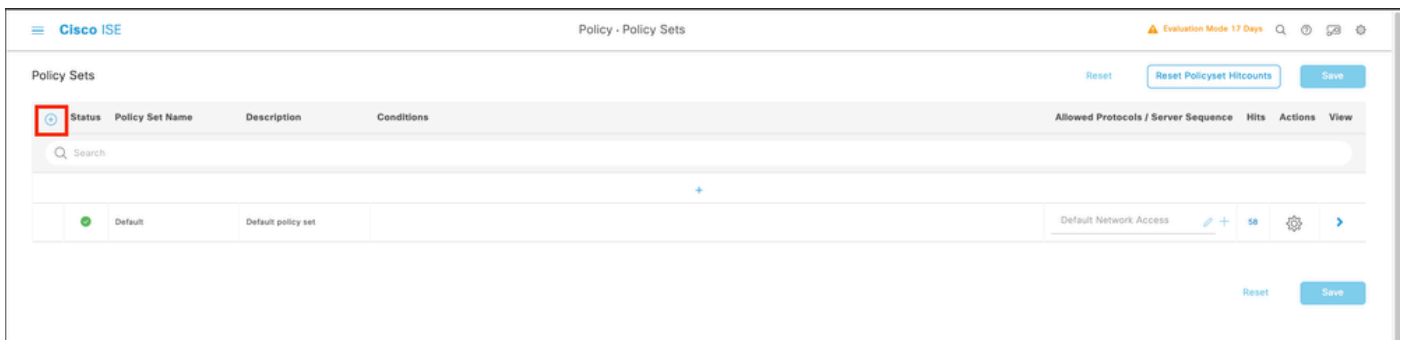 Cisco ISE
Policy · Policy Sets
Evaluation Mode 17 Days
Policy Sets
Reset
Reset Policyset Hitcounts
Save
Status Policy Set Name Description Conditions Allowed Protocols / Server Sequence Hits Actions View
Search
+
Default Default policy set Default Network Access + 58
Reset
Save